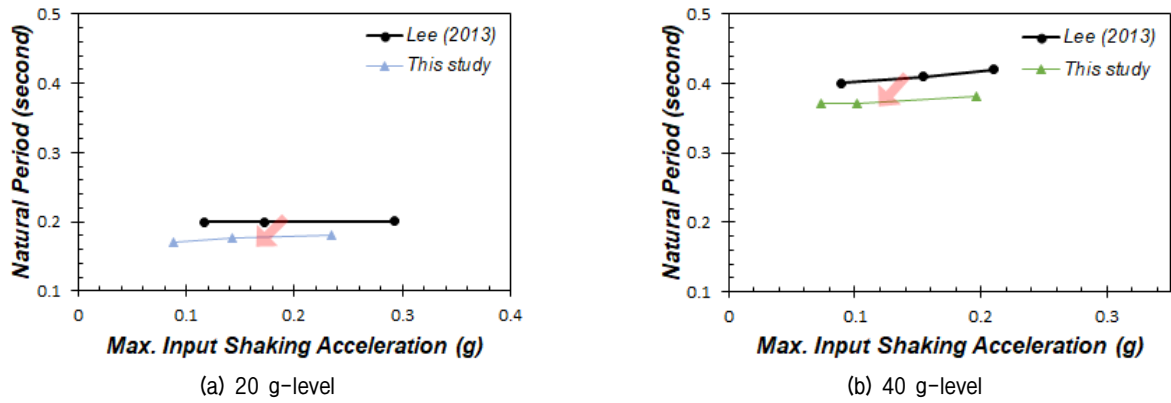 Natural Period (second)
0.5
0.4
0.3
0.2
0.1
0
0.1
0.2
0.3
0.4
Lee (2013)
This study
Max. Input Shaking Acceleration (g)
(a) 20 g-level
Natural Period (second)
0.5
0.4
0.3
0.2
0.1
0
0.1
0.2
0.3
Lee (2013)
This study
Max. Input Shaking Acceleration (g)
(b) 40 g-level